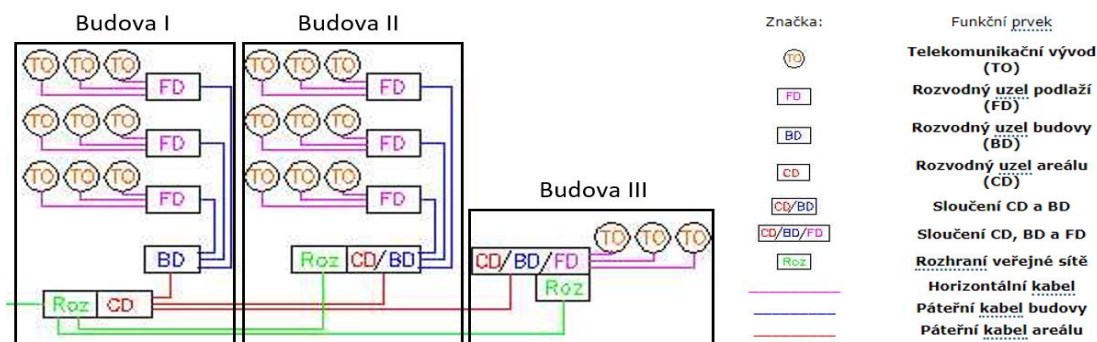 Budova I
Budova II
TO TO TO
FD
TO TO TO
FD
TO TO TO
FD
BD
Roz CD
TO TO TO
FD
TO TO TO
FD
TO TO TO
FD
Roz CD/BD
Budova III
TO TO TO
CD/BD/FD
Roz
Značka: Funkční prvek
TO Telekomunikační vývod
(TO)
FD Rozvodný uzel podlaží
(FD)
BD Rozvodný uzel budovy
(BD)
CD Rozvodný uzel areálu
(CD)
CD/BD Sloučení CD a BD
CD/BD/FD Sloučení CD, BD a FD
Roz Rozhraní veřejné sítě
Horizontální kabel
Páteřní kabel budovy
Páteřní kabel areálu